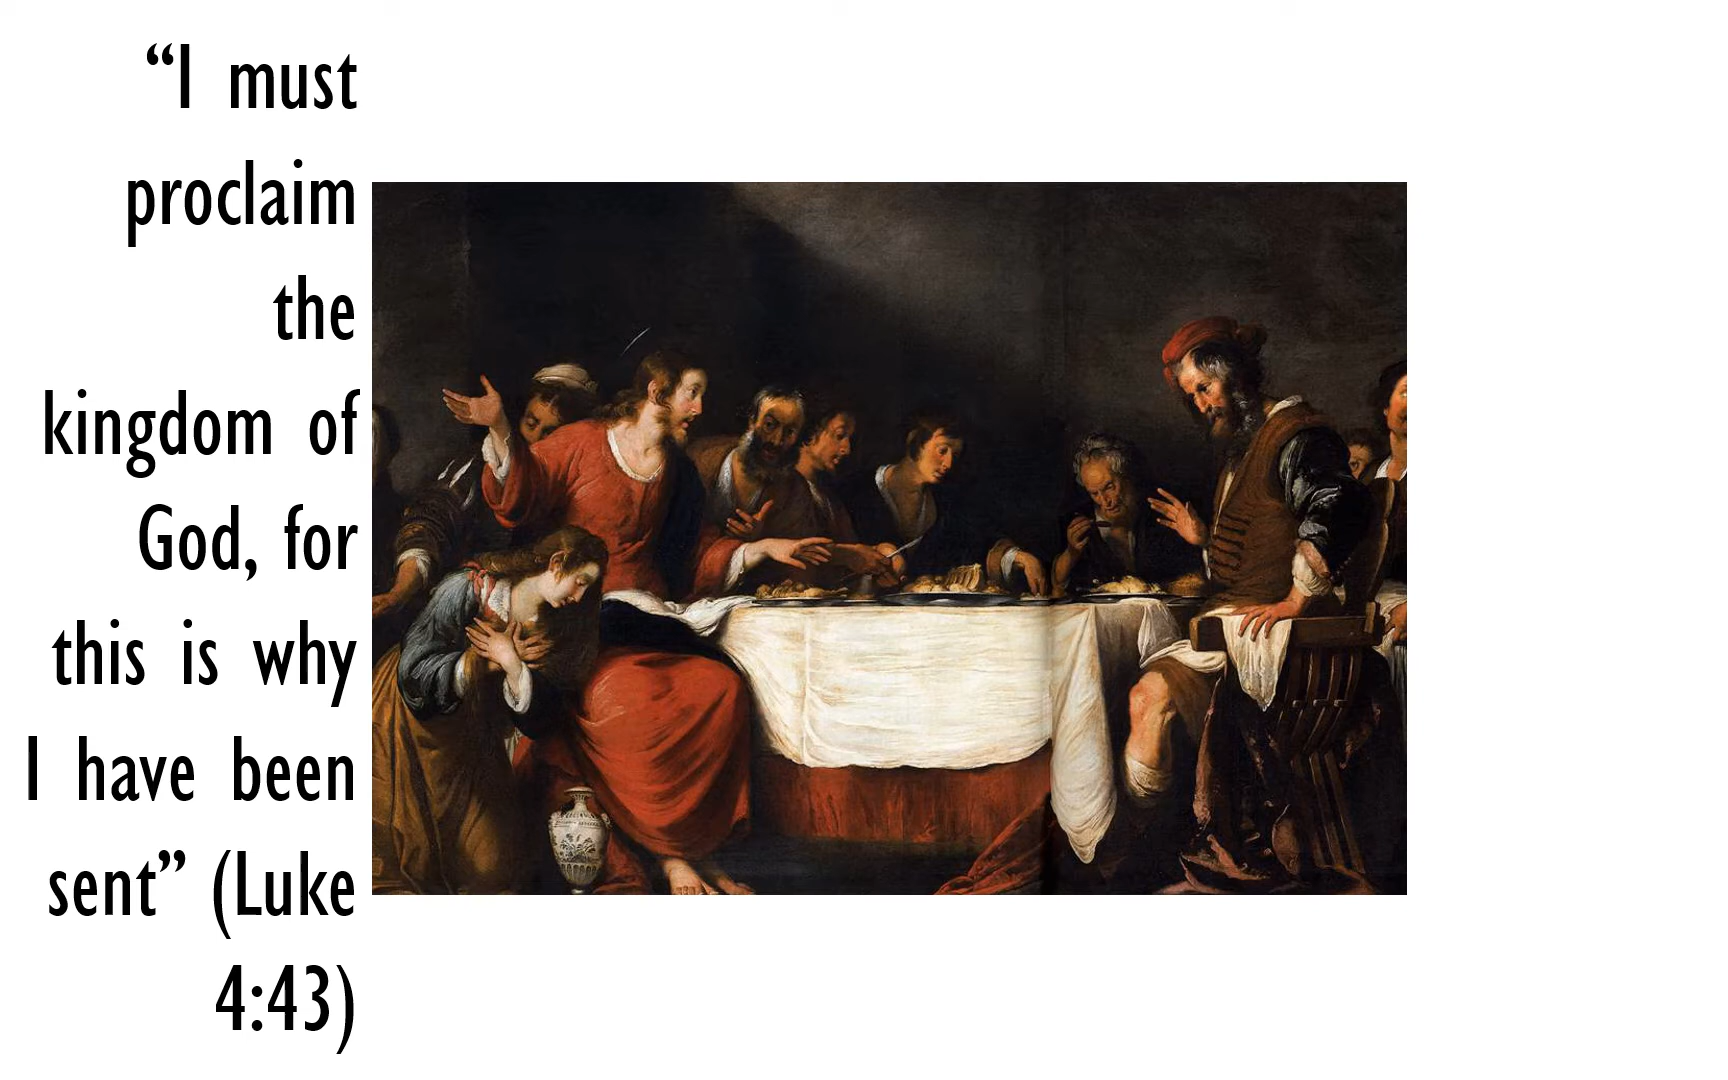 “I must
proclaim
the
kingdom of
God, for
this is why
I have been
sent” (Luke
4:43)